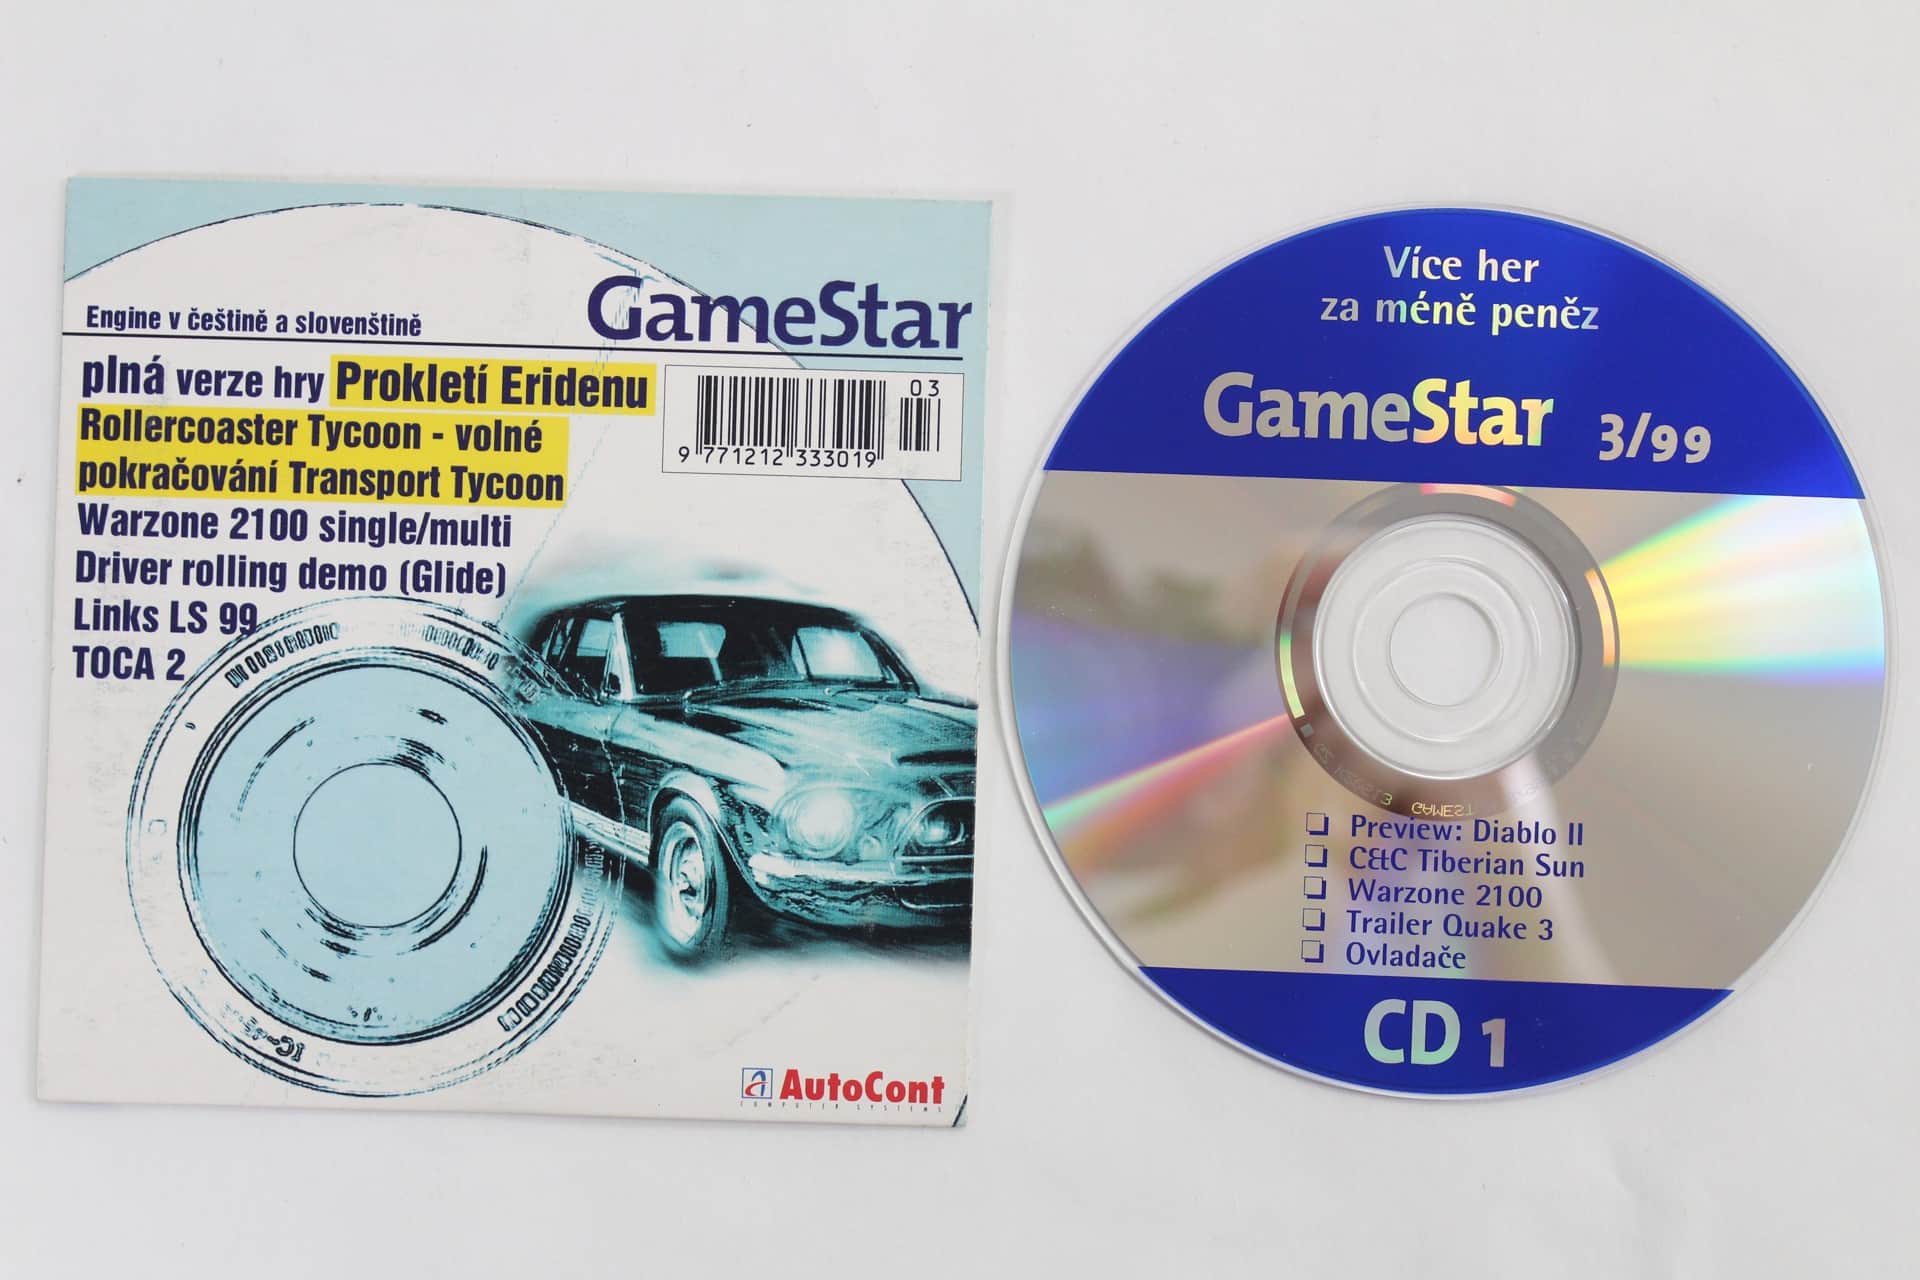 Engine v češtině a slovenštině
GameStar
plná verze hry Prokletí Eridenu
Rollercoaster Tycoon - volné
pokračování Transport Tycoon
Warzone 2100 single/multi
Driver rolling demo (Glide)
Links LS 99
TOCA 2
03
9 771212 333019
AutoCont
COMPUTER SYSTEMS
Více her
za méně peněz
GameStar 3/99
❏ Preview: Diablo II
❏ C&C Tiberian Sun
❏ Warzone 2100
❏ Trailer Quake 3
❏ Ovladače
CD 1